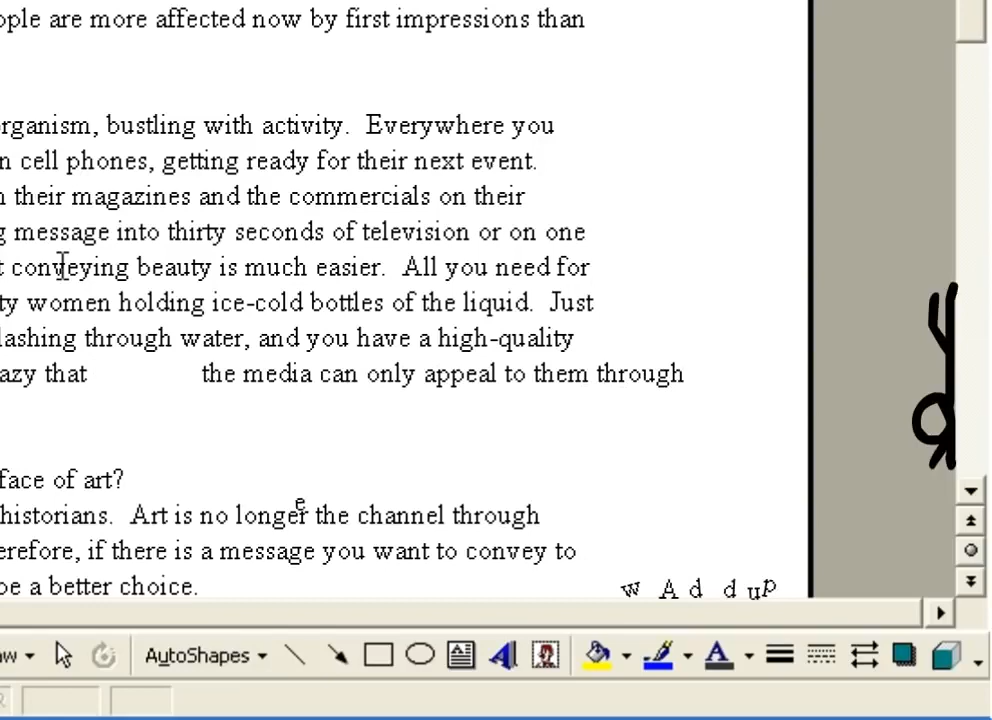 ople are more affected now by first impressions than
rganism, bustling with activity.  Everywhere you
n cell phones, getting ready for their next event.
n their magazines and the commercials on their
g message into thirty seconds of television or on one
t conveying beauty is much easier.  All you need for
ty women holding ice-cold bottles of the liquid.  Just
lashing through water, and you have a high-quality
azy that the media can only appeal to them through
face of art?
historians.  Art is no longer the channel through
e
erefore, if there is a message you want to convey to
be a better choice.
w A d d u p
aw AutoShapes
R